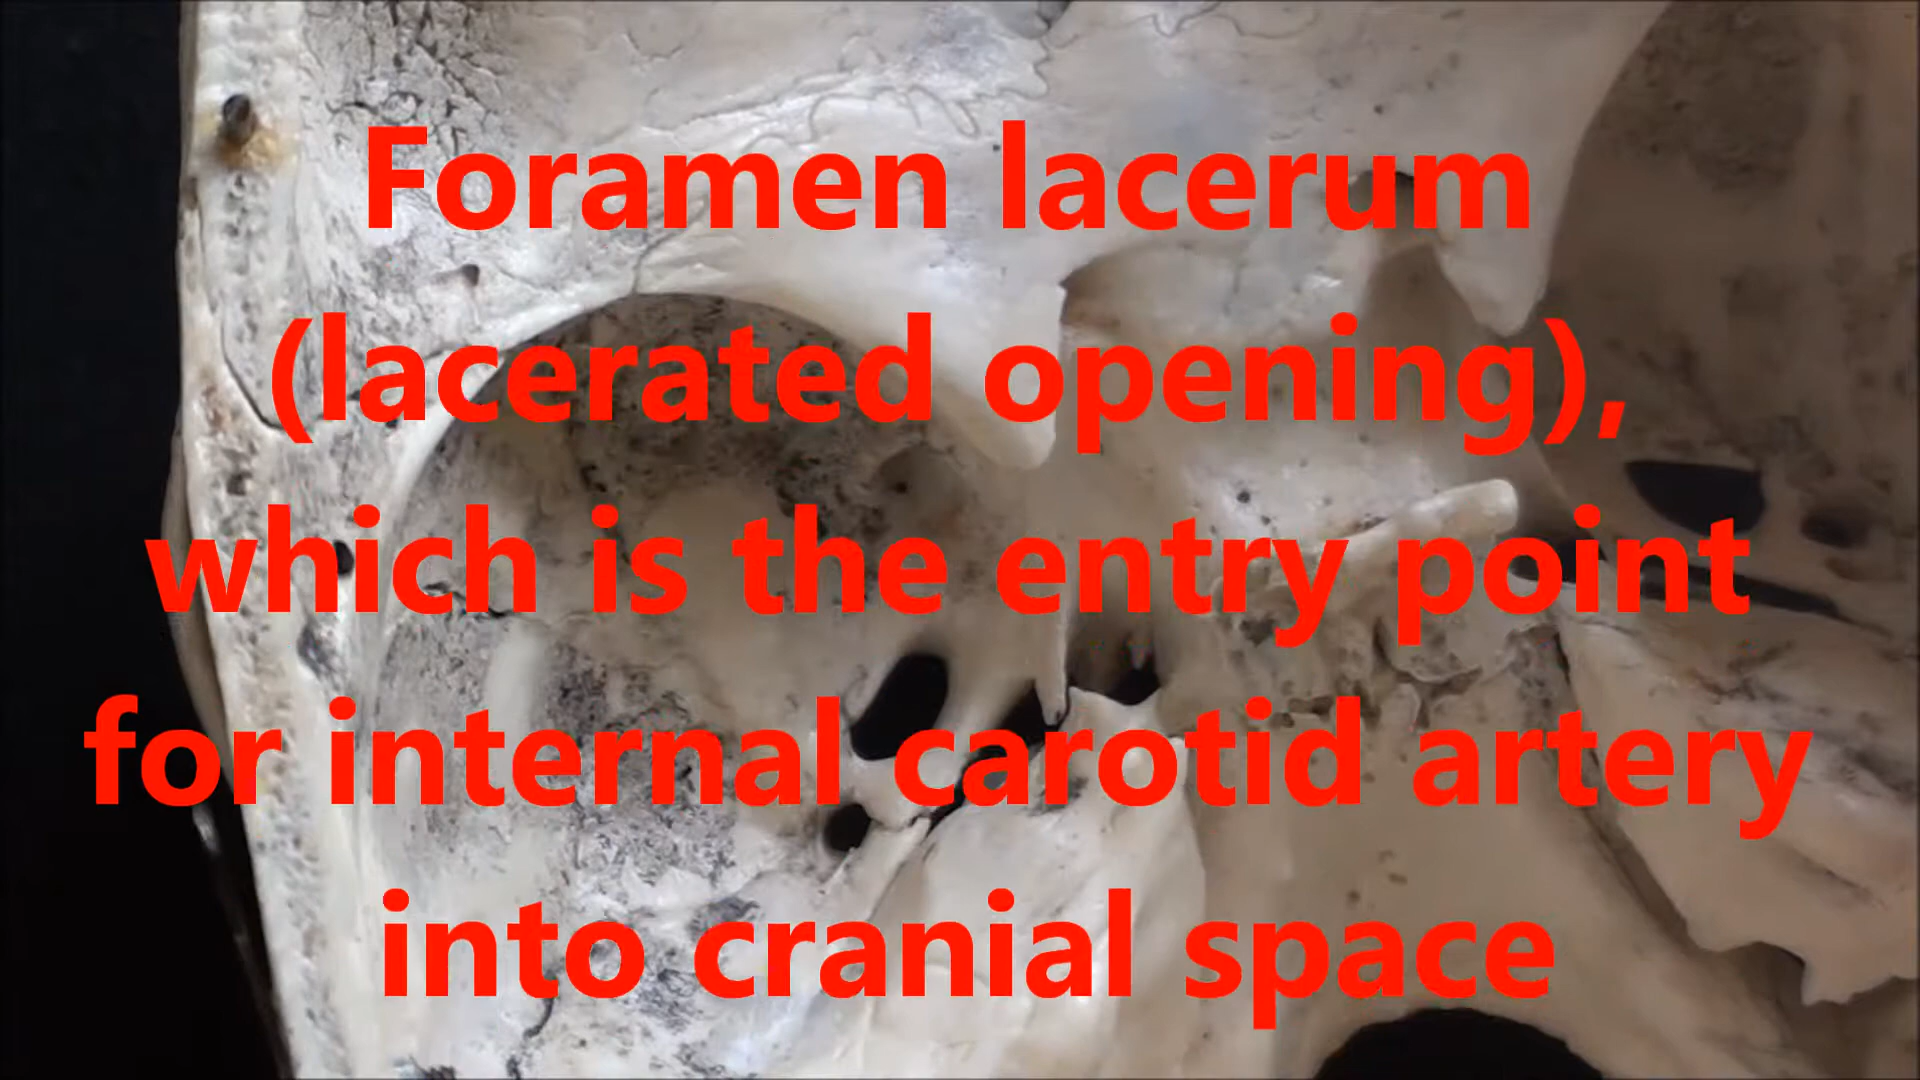 Foramen lacerum
(lacerated opening),
which is the entry point
for internal carotid artery
into cranial space